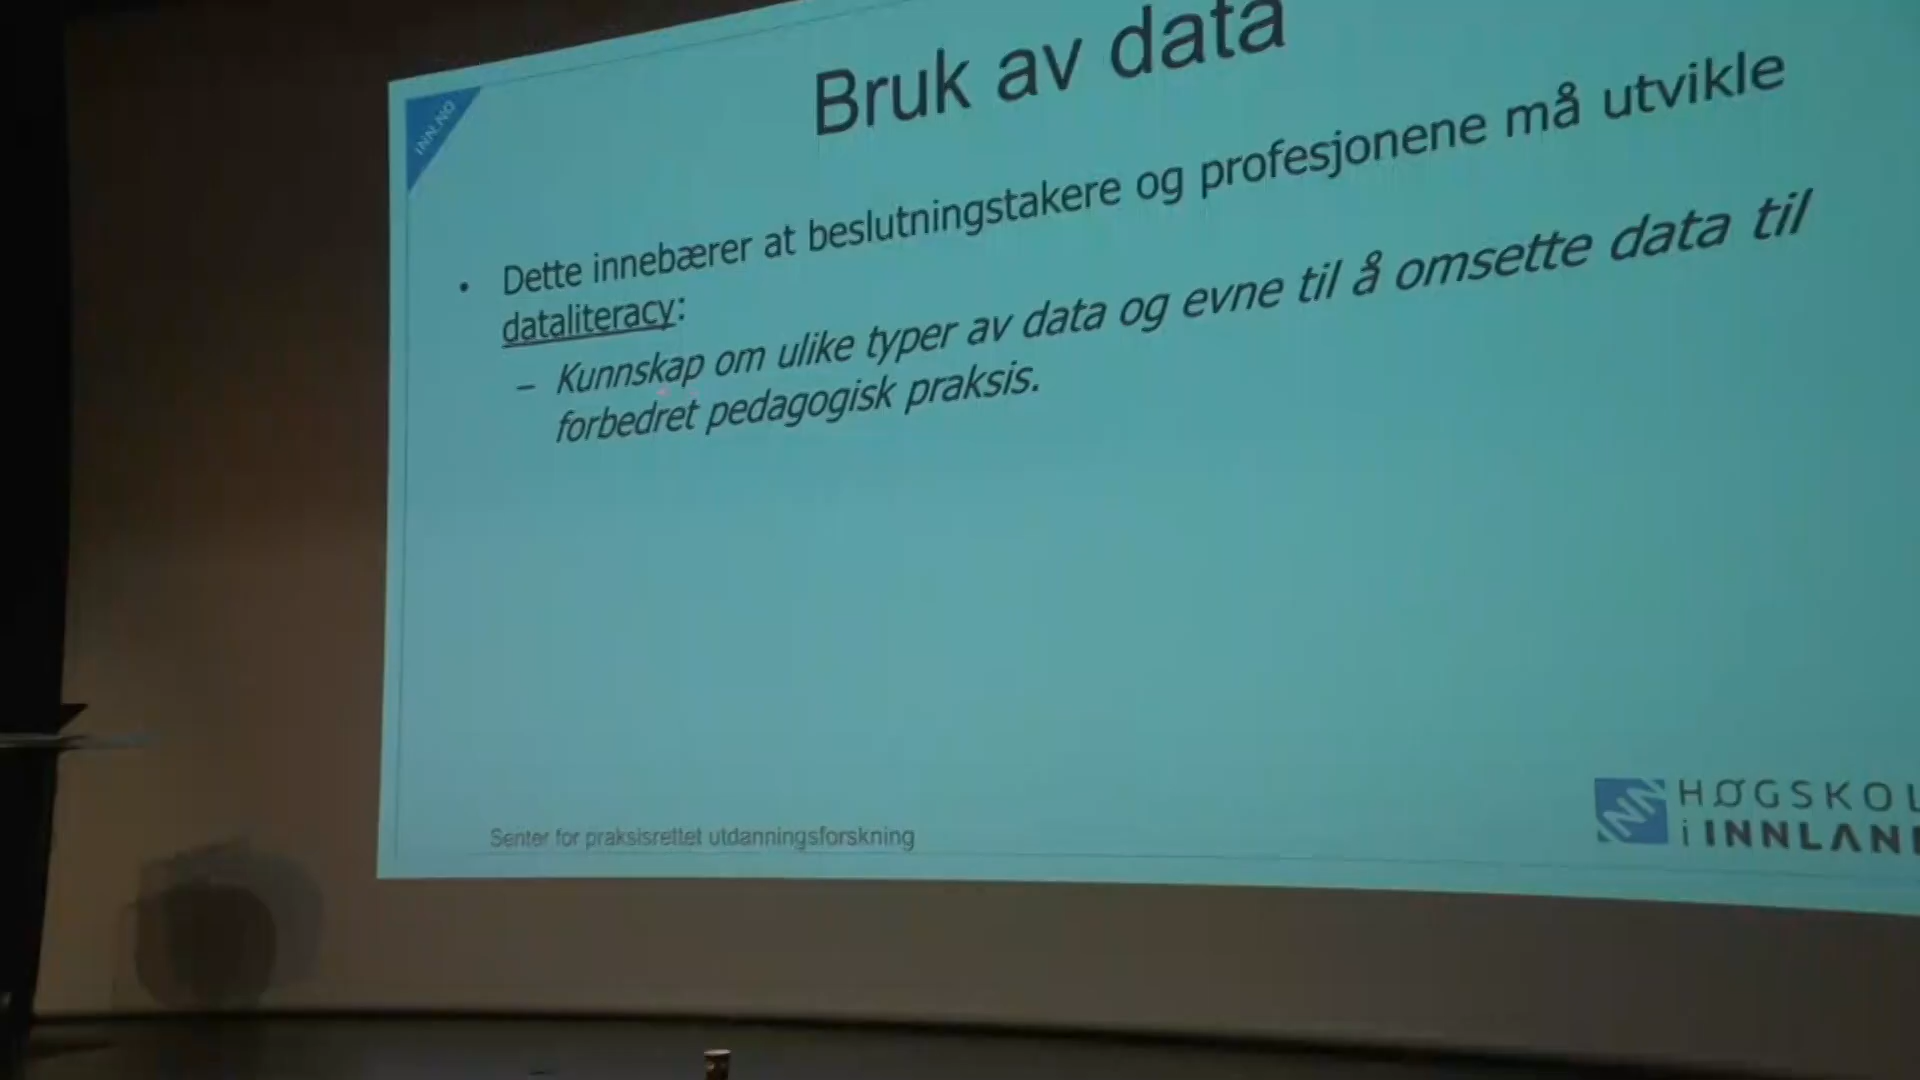 Bruk av data
INN.NO
• Dette innebærer at beslutningstakere og profesjonene må utvikle
dataliteracy:
– Kunnskap om ulike typer av data og evne til å omsette data til
forbedret pedagogisk praksis.
Senter for praksisrettet utdanningsforskning
HØGSKOL
i INNLAN